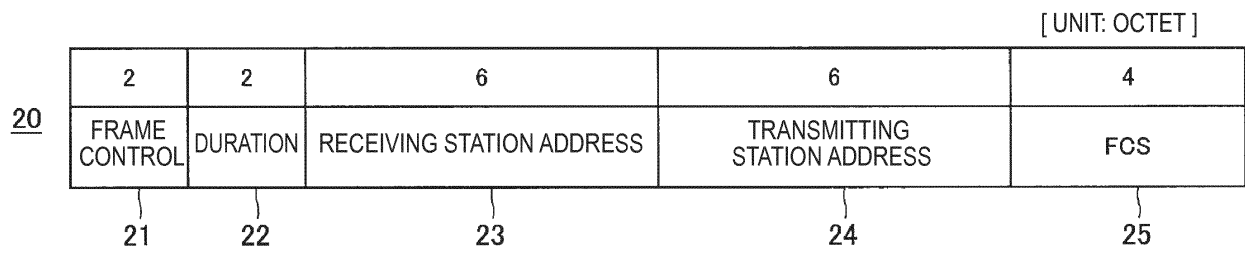 [ UNIT: OCTET ]
2 2 6 6 4
20
FRAME CONTROL DURATION RECEIVING STATION ADDRESS TRANSMITTING STATION ADDRESS FCS
21 22 23 24 25